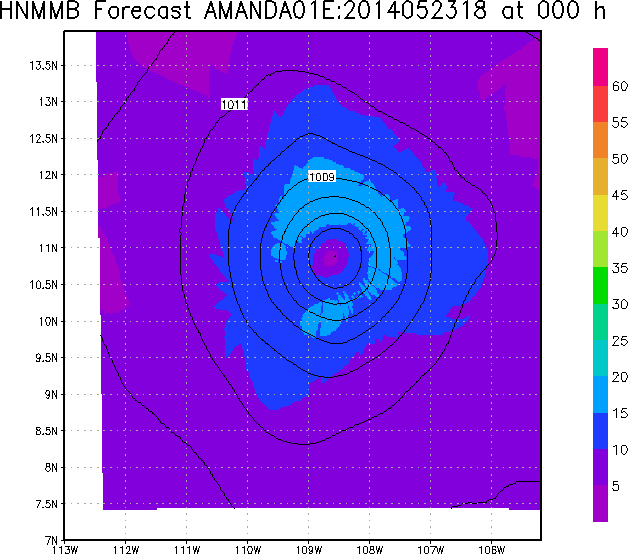 HNMMB Forecast AMANDA01E:2014052318 at 000 h
13.5N
13N
12.5N
12N
11.5N
11N
10.5N
10N
9.5N
9N
8.5N
8N
7.5N
7N
1011
1009
60
55
50
45
40
35
30
25
20
15
10
5
113W 112W 111W 110W 109W 108W 107W 106W